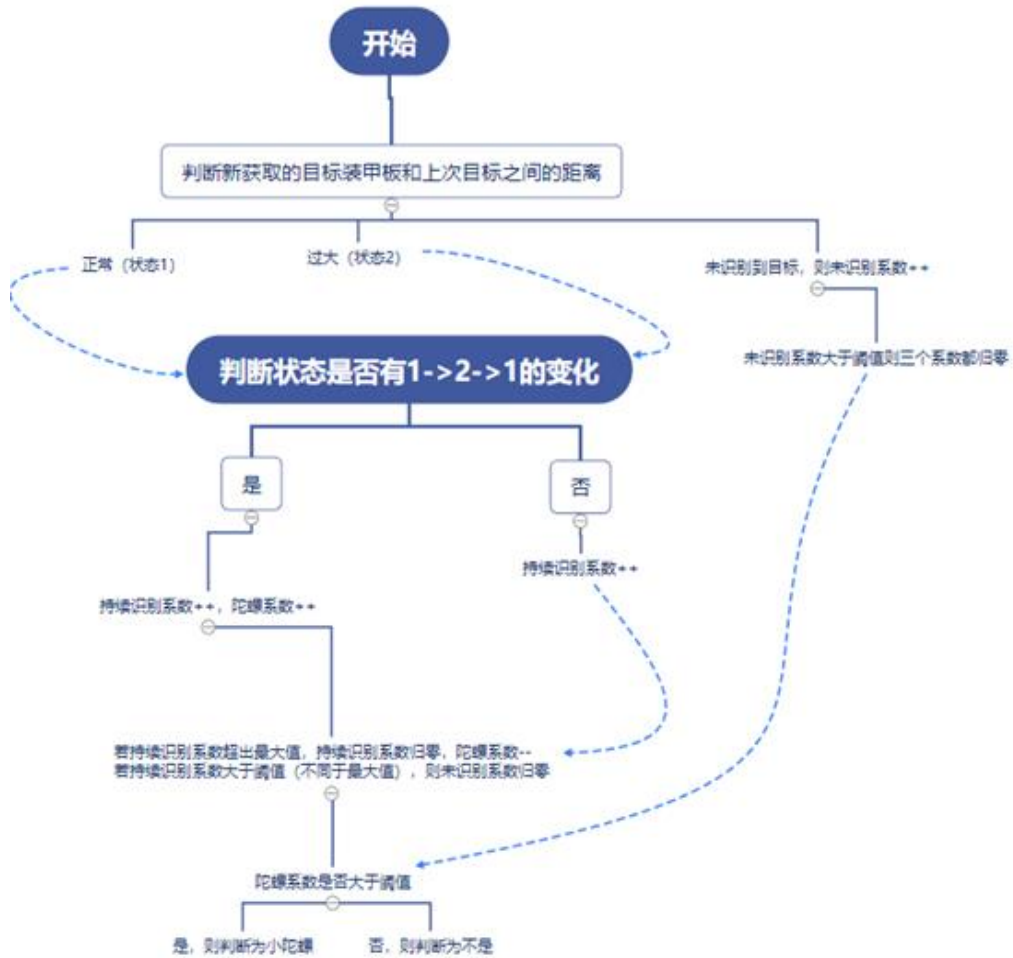 开始
判断新获取的目标装甲板和上次目标之间的距离
正常（状态1）
过大（状态2）
未识别到目标，则未识别系数++
未识别系数大于阈值则三个系数都归零
判断状态是否有1->2->1的变化
是
否
持续识别系数++
持续识别系数++，陀螺系数++
若持续识别系数超出最大值，持续识别系数归零，陀螺系数--
若持续识别系数大于阈值（不同于最大值），则未识别系数归零
陀螺系数是否大于阈值
是，则判断为小陀螺
否，则判断为不是